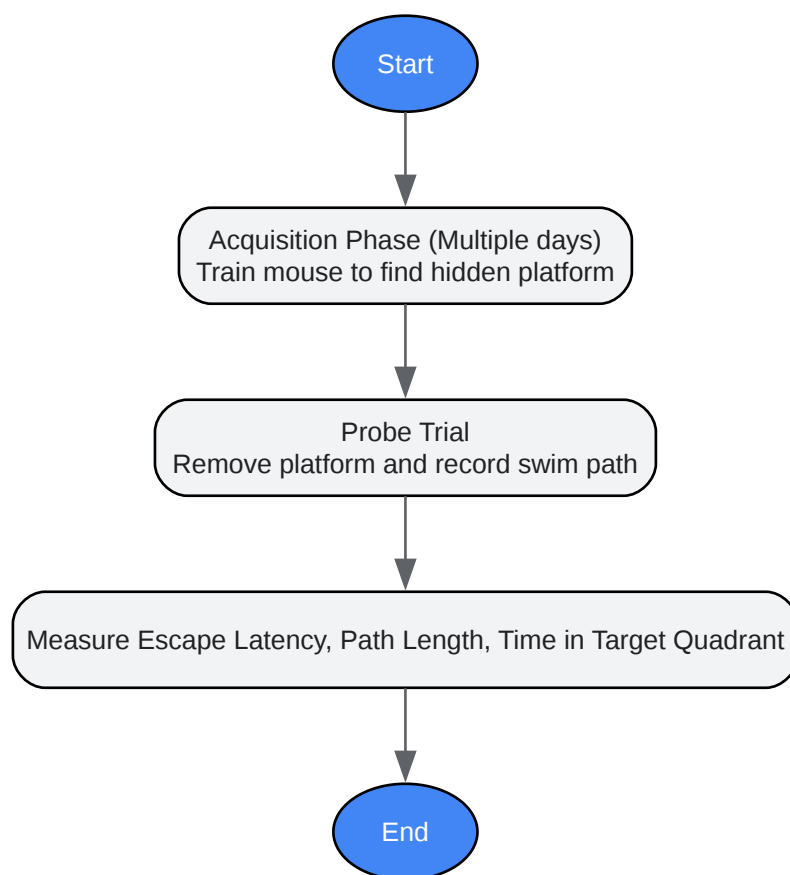 Start
Acquisition Phase (Multiple days)
Train mouse to find hidden platform
Probe Trial
Remove platform and record swim path
Measure Escape Latency, Path Length, Time in Target Quadrant
End